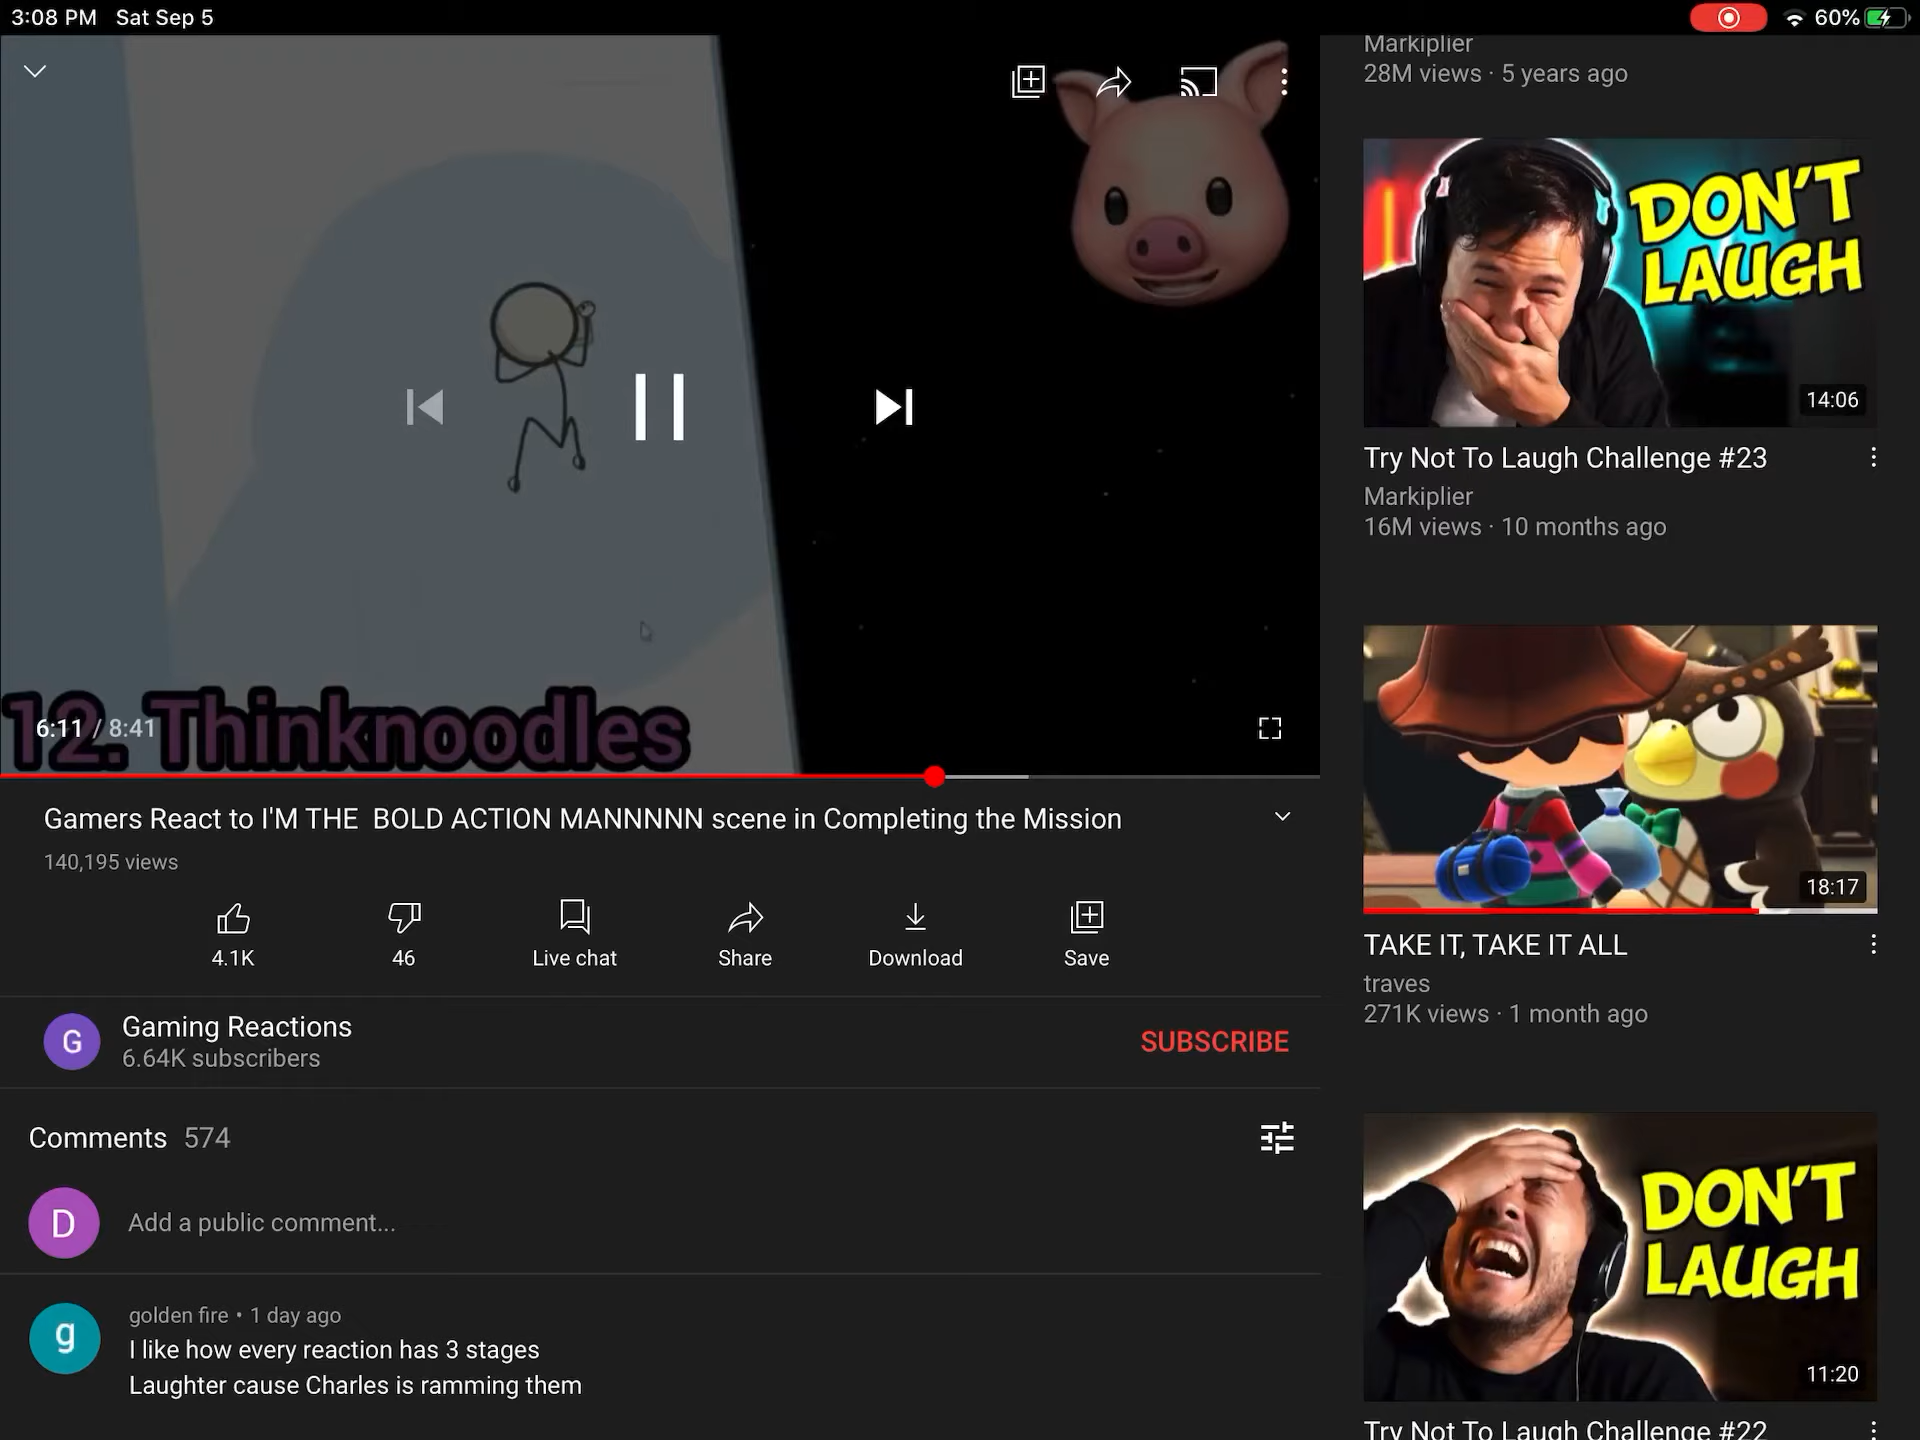 3:08 PM Sat Sep 5
60%
12. Thinknoodles
6:11 / 8:41
Gamers React to I'M THE BOLD ACTION MANNNNN scene in Completing the Mission
140,195 views
4.1K
46
Live chat
Share
Download
Save
G
Gaming Reactions
6.64K subscribers
SUBSCRIBE
Comments 574
D
Add a public comment...
g
golden fire • 1 day ago
I like how every reaction has 3 stages
Laughter cause Charles is ramming them
Markiplier
28M views · 5 years ago
DON'T
LAUGH
14:06
Try Not To Laugh Challenge #23
Markiplier
16M views · 10 months ago
18:17
TAKE IT, TAKE IT ALL
traves
271K views · 1 month ago
DON'T
LAUGH
11:20
Try Not To Laugh Challenge #22